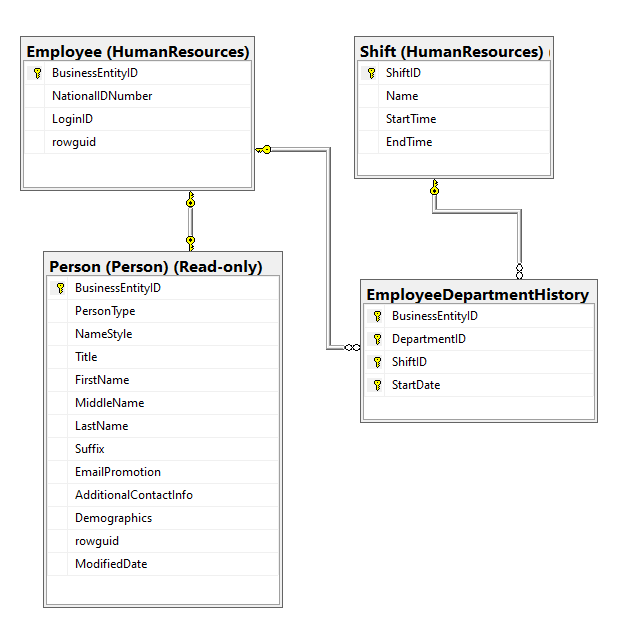 Employee (HumanResources)
BusinessEntityID
NationalIDNumber
LoginID
rowguid
Shift (HumanResources)
ShiftID
Name
StartTime
EndTime
Person (Person) (Read-only)
BusinessEntityID
PersonType
NameStyle
Title
FirstName
MiddleName
LastName
Suffix
EmailPromotion
AdditionalContactInfo
Demographics
rowguid
ModifiedDate
EmployeeDepartmentHistory
BusinessEntityID
DepartmentID
ShiftID
StartDate